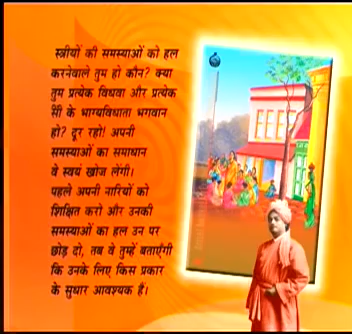 स्त्रीयों की समस्याओं को हल
करनेवाले तुम हो कौन? क्या
तुम प्रत्येक विधवा और प्रत्येक
के भाग्यविधाता भगवान
हो? दूर रहो! अपनी
समस्याओं का समाधान
वे स्वयं खोज लेंगी।
पहले अपनी नारियों को
शिक्षित करो और उनकी
समस्याओं का हल उन पर
छोड़ दो, तब वे तुम्हें बताएँगी
कि उनके लिए किस प्रकार
के सुधार आवश्यक हैं।